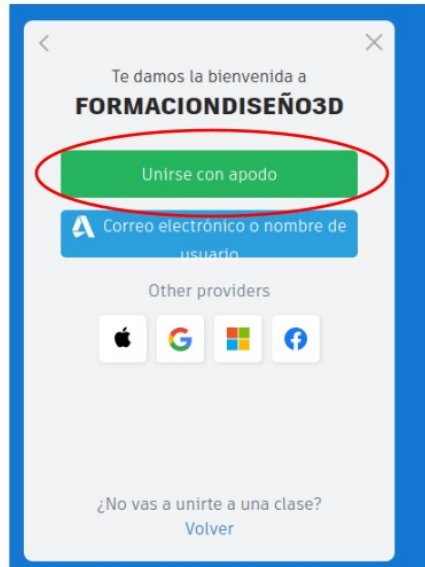 Te damos la bienvenida a
FORMACIONDISEÑO3D
Unirse con apodo
Correo electrónico o nombre de
usuario
Other providers
¿No vas a unirte a una clase?
Volver